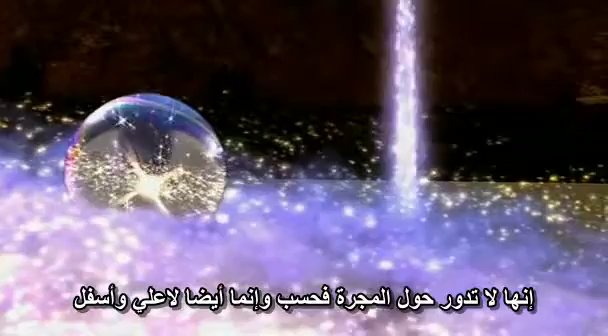 إنها لا تدور حول المجرة فحسب وإنما أيضا لاعلي وأسفل